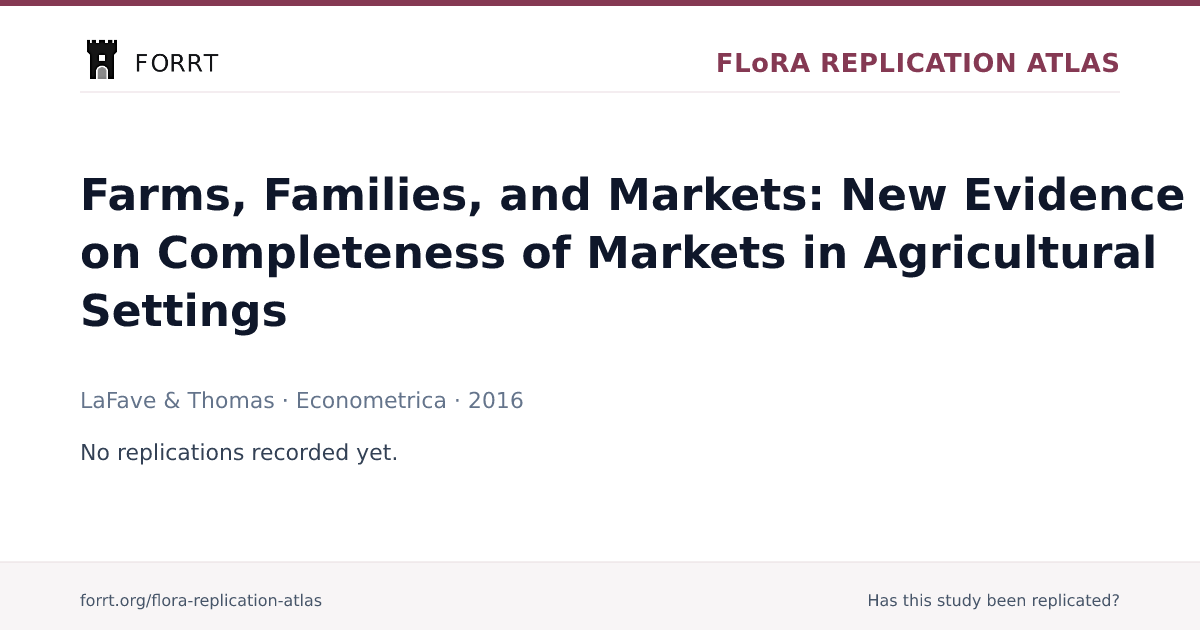 FORRT
FLoRA REPLICATION ATLAS
Farms, Families, and Markets: New Evidence
on Completeness of Markets in Agricultural
Settings
LaFave & Thomas · Econometrica · 2016
No replications recorded yet.
forrt.org/flora-replication-atlas
Has this study been replicated?